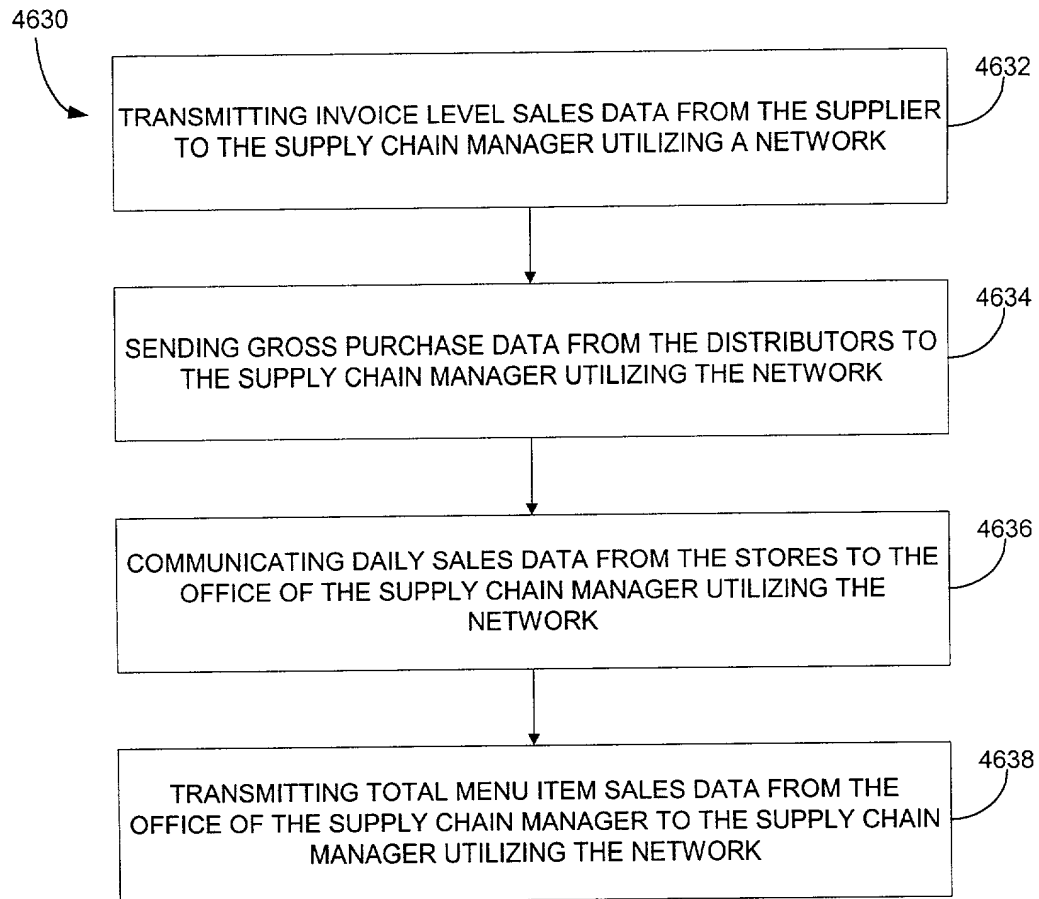 4630
4632
TRANSMITTING INVOICE LEVEL SALES DATA FROM THE SUPPLIER
TO THE SUPPLY CHAIN MANAGER UTILIZING A NETWORK
4634
SENDING GROSS PURCHASE DATA FROM THE DISTRIBUTORS TO
THE SUPPLY CHAIN MANAGER UTILIZING THE NETWORK
4636
COMMUNICATING DAILY SALES DATA FROM THE STORES TO THE
OFFICE OF THE SUPPLY CHAIN MANAGER UTILIZING THE
NETWORK
4638
TRANSMITTING TOTAL MENU ITEM SALES DATA FROM THE
OFFICE OF THE SUPPLY CHAIN MANAGER TO THE SUPPLY CHAIN
MANAGER UTILIZING THE NETWORK